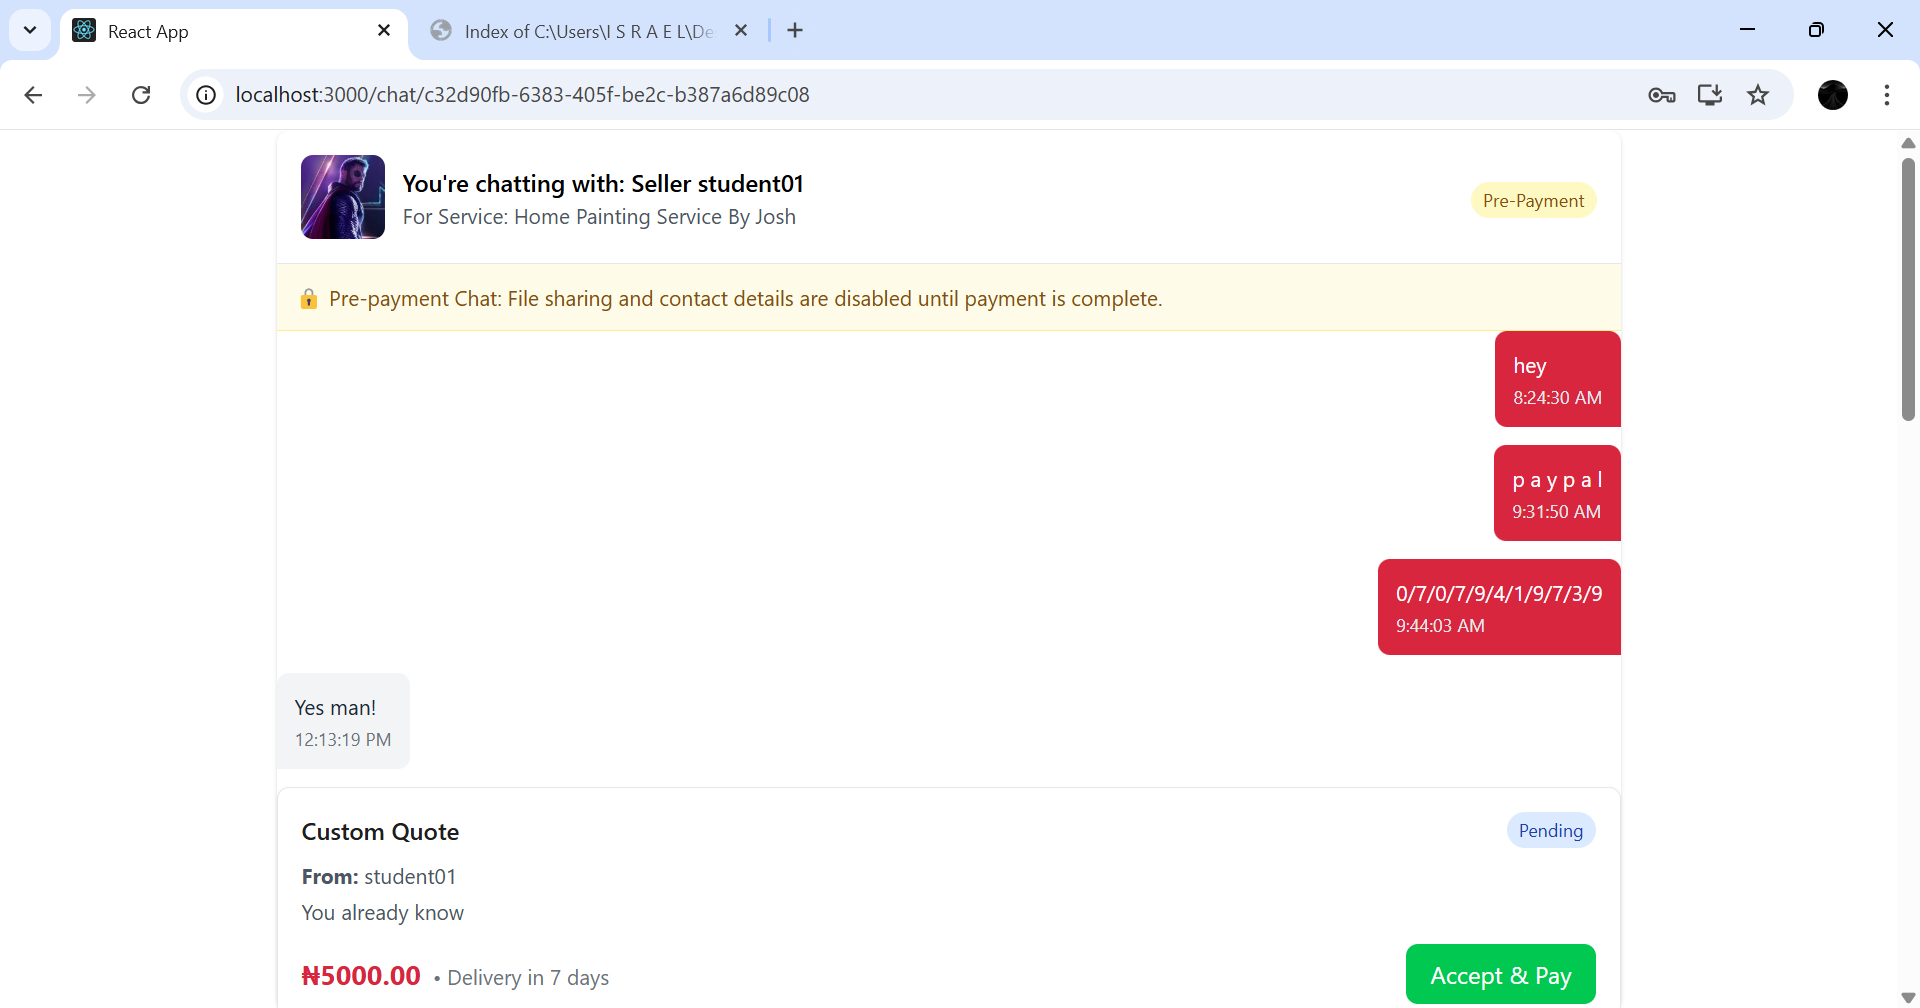 React App
Index of C:\Users\I S R A E L\De
localhost:3000/chat/c32d90fb-6383-405f-be2c-b387a6d89c08
You're chatting with: Seller student01
For Service: Home Painting Service By Josh
Pre-Payment
🔒 Pre-payment Chat: File sharing and contact details are disabled until payment is complete.
hey
8:24:30 AM
p a y p a l
9:31:50 AM
0/7/0/7/9/4/1/9/7/3/9
9:44:03 AM
Yes man!
12:13:19 PM
Custom Quote
Pending
From: student01
You already know
₦5000.00 • Delivery in 7 days
Accept & Pay